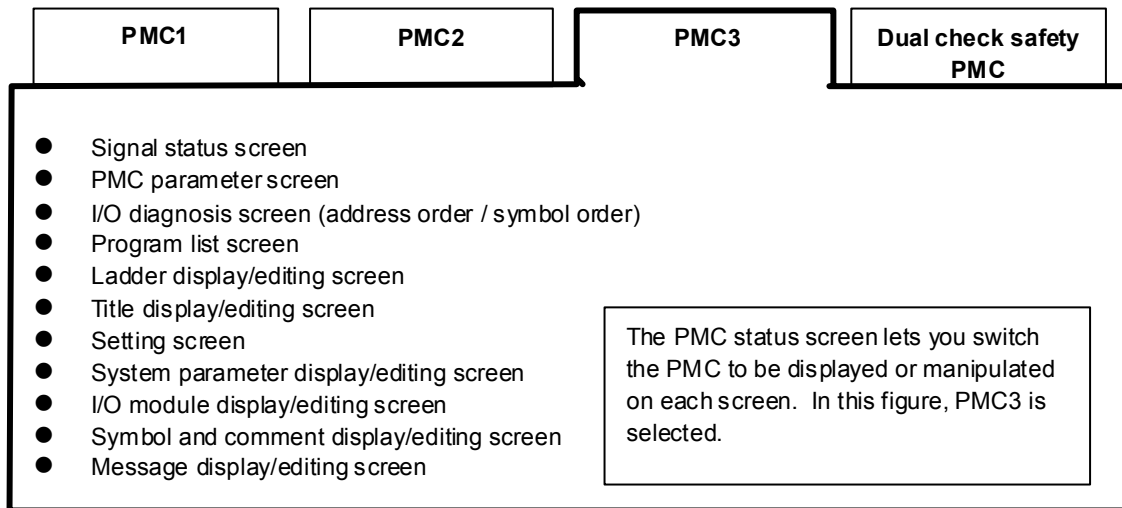 PMC1
PMC2
PMC3
Dual check safety
PMC
● Signal status screen
● PMC parameter screen
● I/O diagnosis screen (address order / symbol order)
● Program list screen
● Ladder display/editing screen
● Title display/editing screen
● Setting screen
● System parameter display/editing screen
● I/O module display/editing screen
● Symbol and comment display/editing screen
● Message display/editing screen
The PMC status screen lets you switch
the PMC to be displayed or manipulated
on each screen. In this figure, PMC3 is
selected.